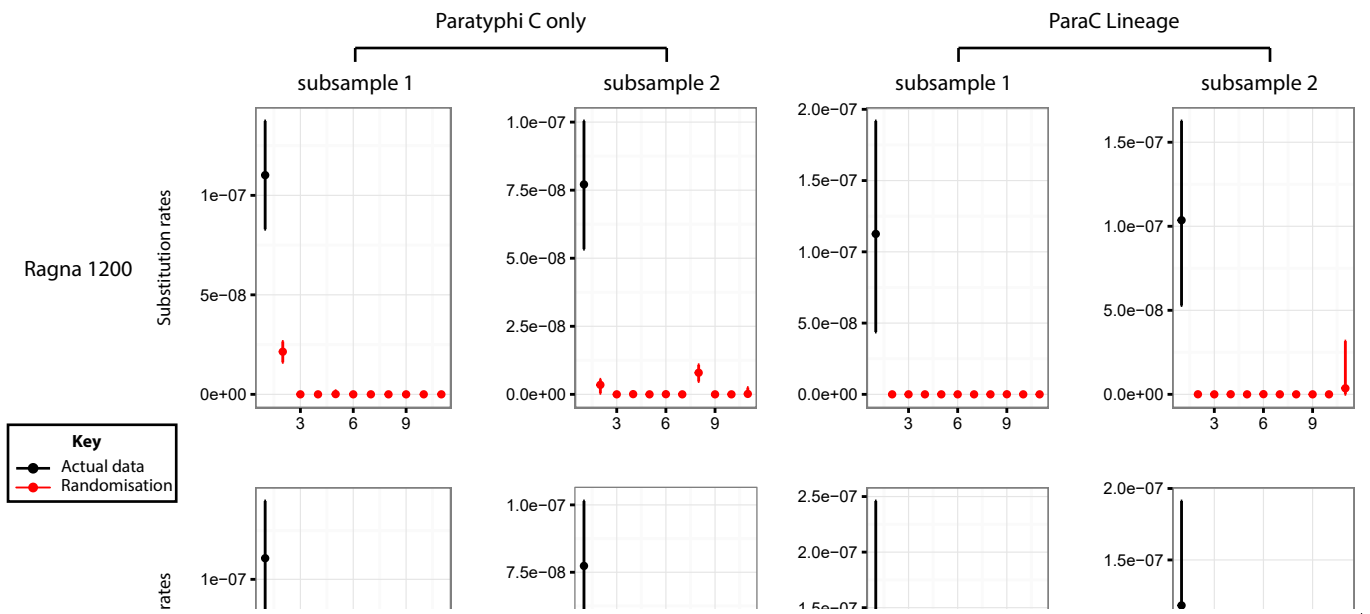 Paratyphi C only
ParaC Lineage
subsample 1
subsample 2
subsample 1
subsample 2
Ragna 1200
Substitution rates
1e−07
5e−08
0e+00
3 6 9
1.0e−07
7.5e−08
5.0e−08
2.5e−08
0.0e+00
3 6 9
2.0e−07
1.5e−07
1.0e−07
5.0e−08
0.0e+00
3 6 9
1.5e−07
1.0e−07
5.0e−08
0.0e+00
3 6 9
Key
Actual data
Randomisation
rates
1e−07
1.0e−07
7.5e−08
2.5e−07
2.0e−07
1.5e−07
2.0e−07
1.5e−07